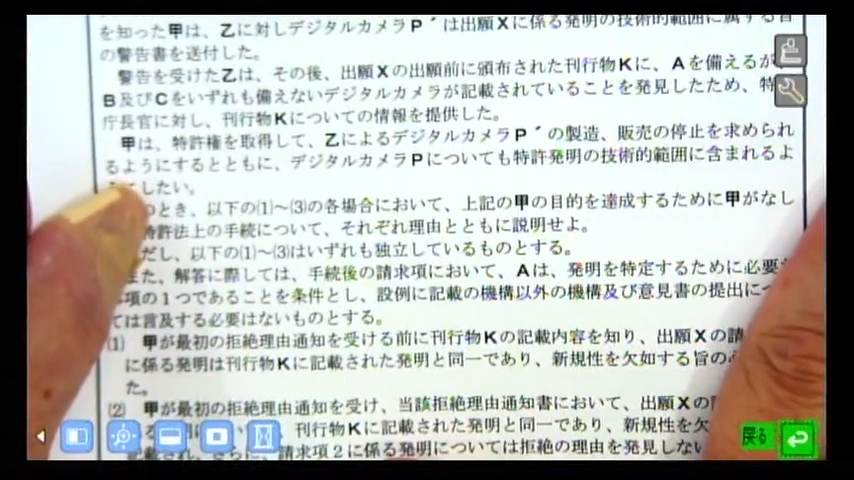 を知った甲は、乙に対しデジタルカメラP´は出願Xに係る発明の技術的範囲に属する旨
の警告書を送付した。
警告を受けた乙は、その後、出願Xの出願前に頒布された刊行物Kに、Aを備えるが、
B及びCをいずれも備えないデジタルカメラが記載されていることを発見したため、特
庁長官に対し、刊行物Kについての情報を提供した。
甲は、特許権を取得して、乙によるデジタルカメラP´の製造、販売の停止を求められ
るようにするとともに、デジタルカメラPについても特許発明の技術的範囲に含まれるよ
にしたい。
のとき、以下の⑴~⑶の各場合において、上記の甲の目的を達成するために甲がなし
特許法上の手続について、それぞれ理由とともに説明せよ。
だし、以下の⑴~⑶はいずれも独立しているものとする。
また、解答に際しては、手続後の請求項において、Aは、発明を特定するために必要
項の1つであることを条件とし、設例に記載の機構以外の機構及び意見書の提出に
ては言及する必要はないものとする。
⑴ 甲が最初の拒絶理由通知を受ける前に刊行物Kの記載内容を知り、出願Xの請
に係る発明は刊行物Kに記載された発明と同一であり、新規性を欠如する旨の
た。
⑵ 甲が最初の拒絶理由通知を受け、当該拒絶理由通知書において、出願Xの
刊行物Kに記載された発明と同一であり、新規性を欠
記載され、さらに、請求項2に係る発明については拒絶の理由を発見しない
戻る